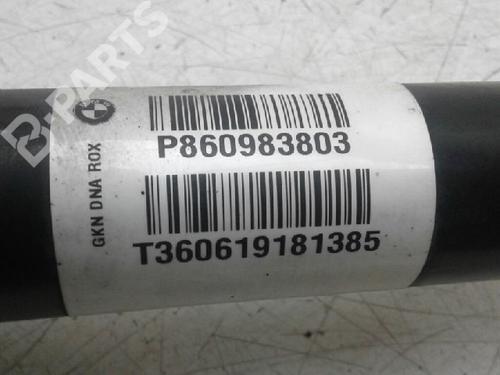 B-PARTS
GKN DNA ROX
P860983803
T360619181385